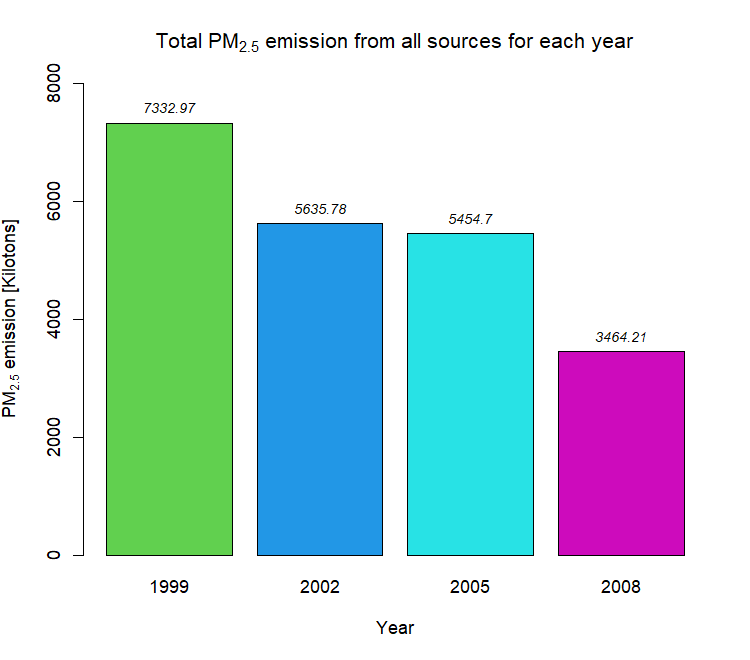 Total PM2.5 emission from all sources for each year
PM2.5 emission [Kilotons]
8000
6000
4000
2000
0
7332.97
5635.78
5454.7
3464.21
1999 2002 2005 2008
Year